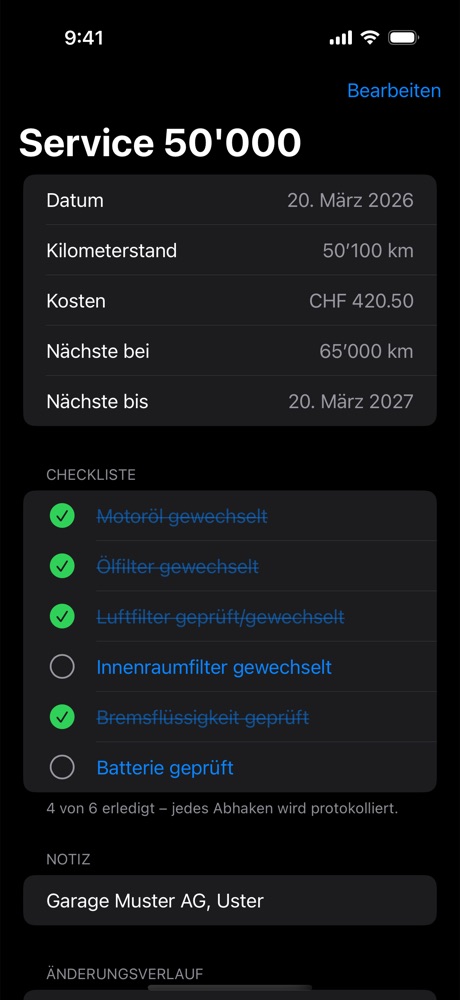 9:41
Bearbeiten
Service 50'000
Datum 20. März 2026
Kilometerstand 50’100 km
Kosten CHF 420.50
Nächste bei 65’000 km
Nächste bis 20. März 2027
CHECKLISTE
Motoröl gewechselt
Ölfilter gewechselt
Luftfilter geprüft/gewechselt
Innenraumfilter gewechselt
Bremsflüssigkeit geprüft
Batterie geprüft
4 von 6 erledigt – jedes Abhaken wird protokolliert.
NOTIZ
Garage Muster AG, Uster
ÄNDERUNGSVERLAUF